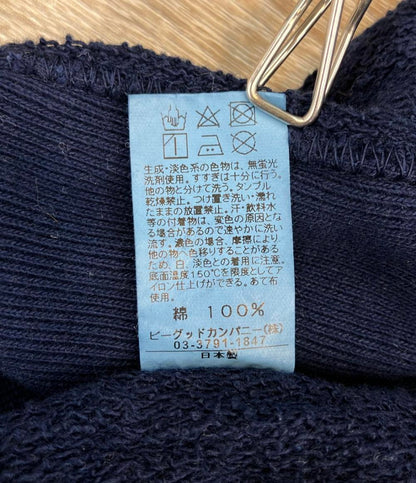 生成・淡色系の色物は、無蛍光
洗剤使用。すすぎは十分に行う。
他の物と分けて洗う。タンブル
乾燥禁止。つけ置き洗い・濡れ
たままの放置禁止。汗・飲料水
等の付着物は、変色の原因とな
る場合があるので速やかに洗い
流す。濃色の場合、摩擦により
他の物へ色移りすることがある
ため、白、淡色との着用に注意。
底面温度150℃を限度としてア
イロン仕上げができる。あて布
使用。
綿 100%
ビーグッドカンパニー(株)
03-3791-1847
日本製